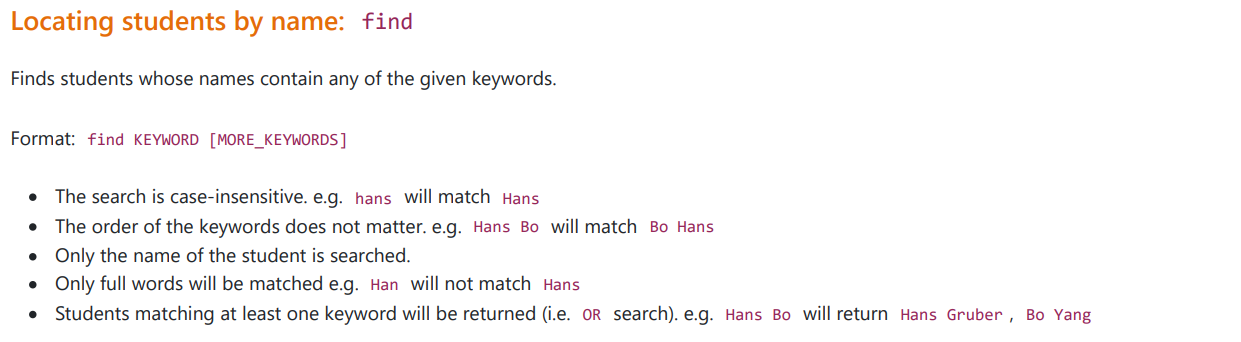 Locating students by name: find
Finds students whose names contain any of the given keywords.
Format: find KEYWORD [MORE_KEYWORDS]
• The search is case-insensitive. e.g. hans will match Hans
• The order of the keywords does not matter. e.g. Hans Bo will match Bo Hans
• Only the name of the student is searched.
• Only full words will be matched e.g. Han will not match Hans
• Students matching at least one keyword will be returned (i.e. OR search). e.g. Hans Bo will return Hans Gruber, Bo Yang